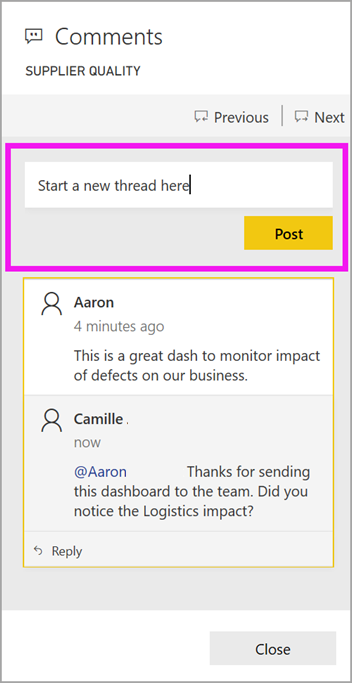 Comments
SUPPLIER QUALITY
Previous Next
Start a new thread here
Post
Aaron
4 minutes ago
This is a great dash to monitor impact
of defects on our business.
Camille .
now
@Aaron Thanks for sending
this dashboard to the team. Did you
notice the Logistics impact?
Reply
Close